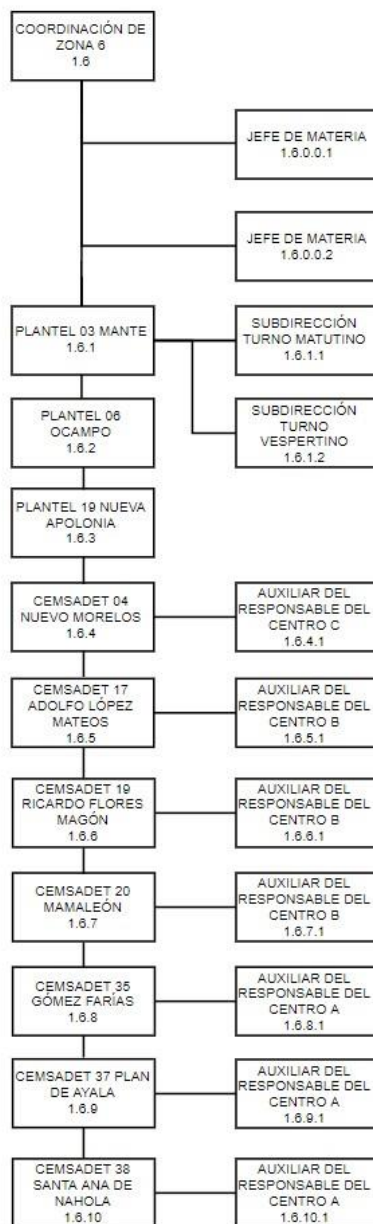 COORDINACIÓN DE
ZONA 6
1.6
JEFE DE MATERIA
1.6.0.0.1
JEFE DE MATERIA
1.6.0.0.2
PLANTEL 03 MANTE
1.6.1
SUBDIRECCIÓN
TURNO MATUTINO
1.6.1.1
PLANTEL 06
OCAMPO
1.6.2
SUBDIRECCIÓN
TURNO
VESPERTINO
1.6.1.2
PLANTEL 19 NUEVA
APOLONIA
1.6.3
CEMSADET 04
NUEVO MORELOS
1.6.4
AUXILIAR DEL
RESPONSABLE DEL
CENTRO C
1.6.4.1
CEMSADET 17
ADOLFO LÓPEZ
MATEOS
1.6.5
AUXILIAR DEL
RESPONSABLE DEL
CENTRO B
1.6.5.1
CEMSADET 19
RICARDO FLORES
MAGÓN
1.6.6
AUXILIAR DEL
RESPONSABLE DEL
CENTRO B
1.6.6.1
CEMSADET 20
MAMALEÓN
1.6.7
AUXILIAR DEL
RESPONSABLE DEL
CENTRO B
1.6.7.1
CEMSADET 35
GÓMEZ FARÍAS
1.6.8
AUXILIAR DEL
RESPONSABLE DEL
CENTRO A
1.6.8.1
CEMSADET 37 PLAN
DE AYALA
1.6.9
AUXILIAR DEL
RESPONSABLE DEL
CENTRO A
1.6.9.1
CEMSADET 38
SANTA ANA DE
NAHOLA
1.6.10
AUXILIAR DEL
RESPONSABLE DEL
CENTRO A
1.6.10.1